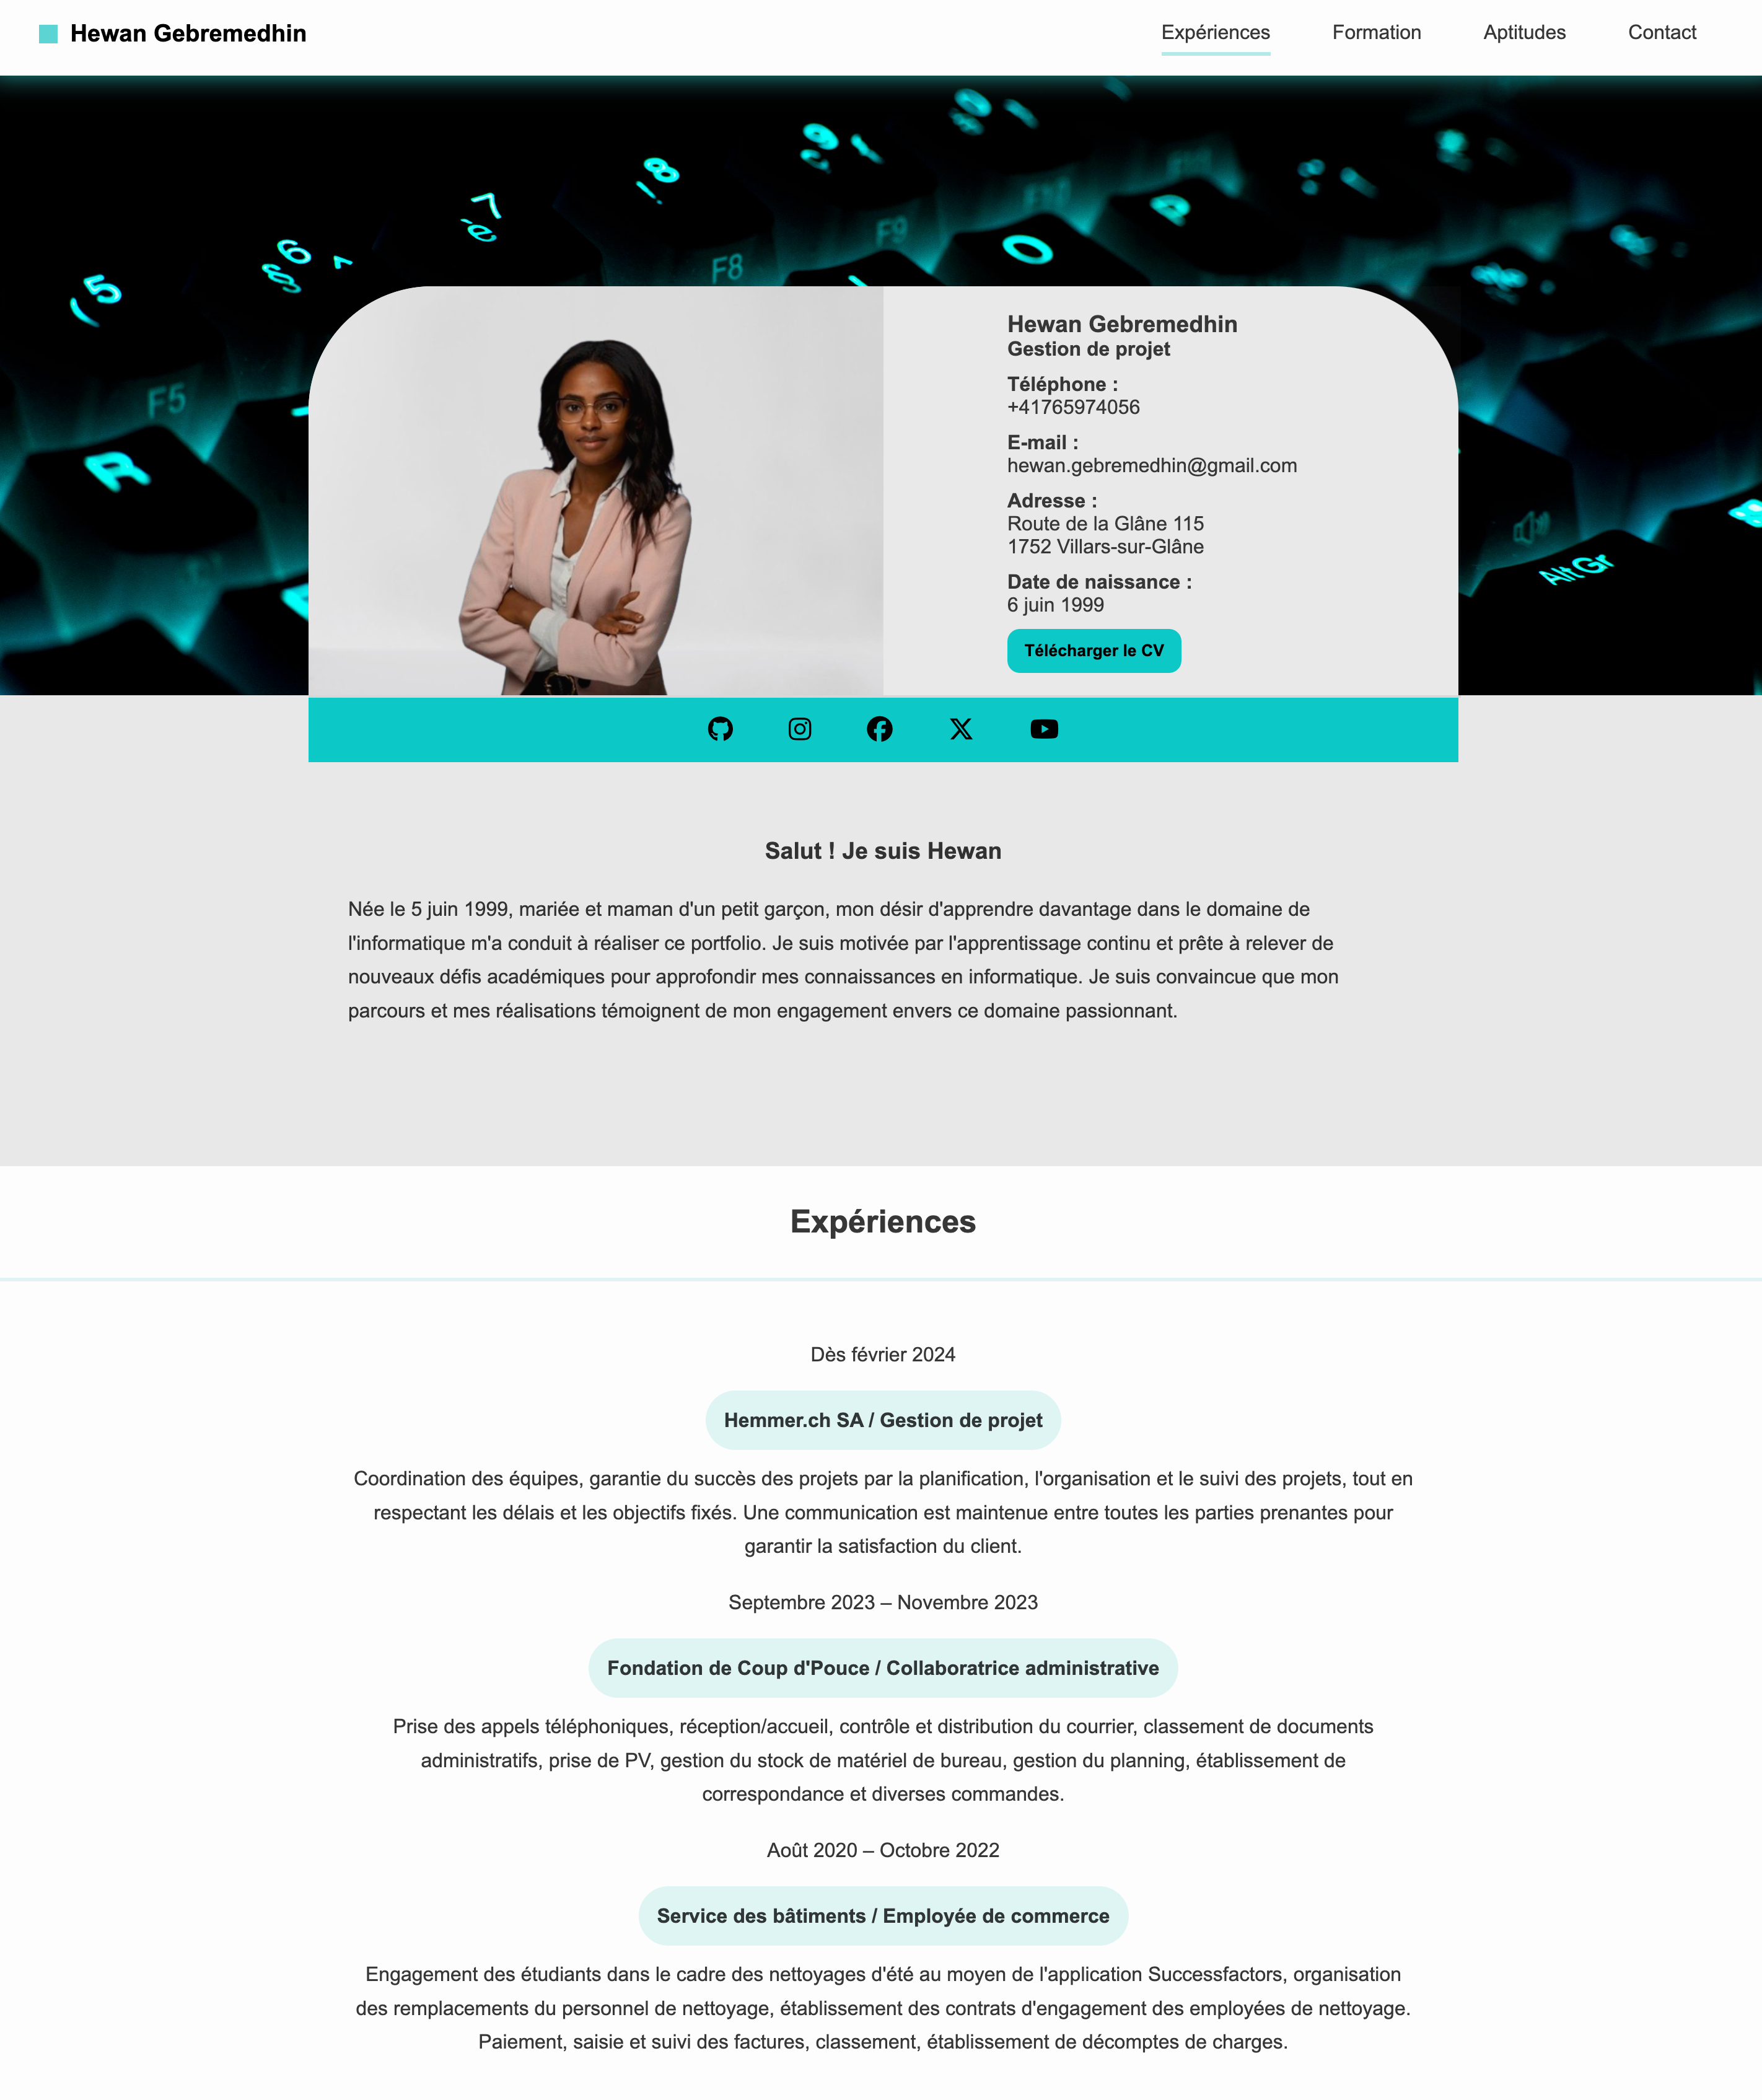 Hewan Gebremedhin
Expériences
Formation
Aptitudes
Contact
(5
§6
7
!8
9
F8
F9
F10
O
F5
R
AltGr
Hewan Gebremedhin
Gestion de projet
Téléphone :
+41765974056
E-mail :
hewan.gebremedhin@gmail.com
Adresse :
Route de la Glâne 115
1752 Villars-sur-Glâne
Date de naissance :
6 juin 1999
Télécharger le CV
Salut ! Je suis Hewan
Née le 5 juin 1999, mariée et maman d'un petit garçon, mon désir d'apprendre davantage dans le domaine de
l'informatique m'a conduit à réaliser ce portfolio. Je suis motivée par l'apprentissage continu et prête à relever de
nouveaux défis académiques pour approfondir mes connaissances en informatique. Je suis convaincue que mon
parcours et mes réalisations témoignent de mon engagement envers ce domaine passionnant.
Expériences
Dès février 2024
Hemmer.ch SA / Gestion de projet
Coordination des équipes, garantie du succès des projets par la planification, l'organisation et le suivi des projets, tout en
respectant les délais et les objectifs fixés. Une communication est maintenue entre toutes les parties prenantes pour
garantir la satisfaction du client.
Septembre 2023 – Novembre 2023
Fondation de Coup d'Pouce / Collaboratrice administrative
Prise des appels téléphoniques, réception/accueil, contrôle et distribution du courrier, classement de documents
administratifs, prise de PV, gestion du stock de matériel de bureau, gestion du planning, établissement de
correspondance et diverses commandes.
Août 2020 – Octobre 2022
Service des bâtiments / Employée de commerce
Engagement des étudiants dans le cadre des nettoyages d'été au moyen de l'application Successfactors, organisation
des remplacements du personnel de nettoyage, établissement des contrats d'engagement des employées de nettoyage.
Paiement, saisie et suivi des factures, classement, établissement de décomptes de charges.